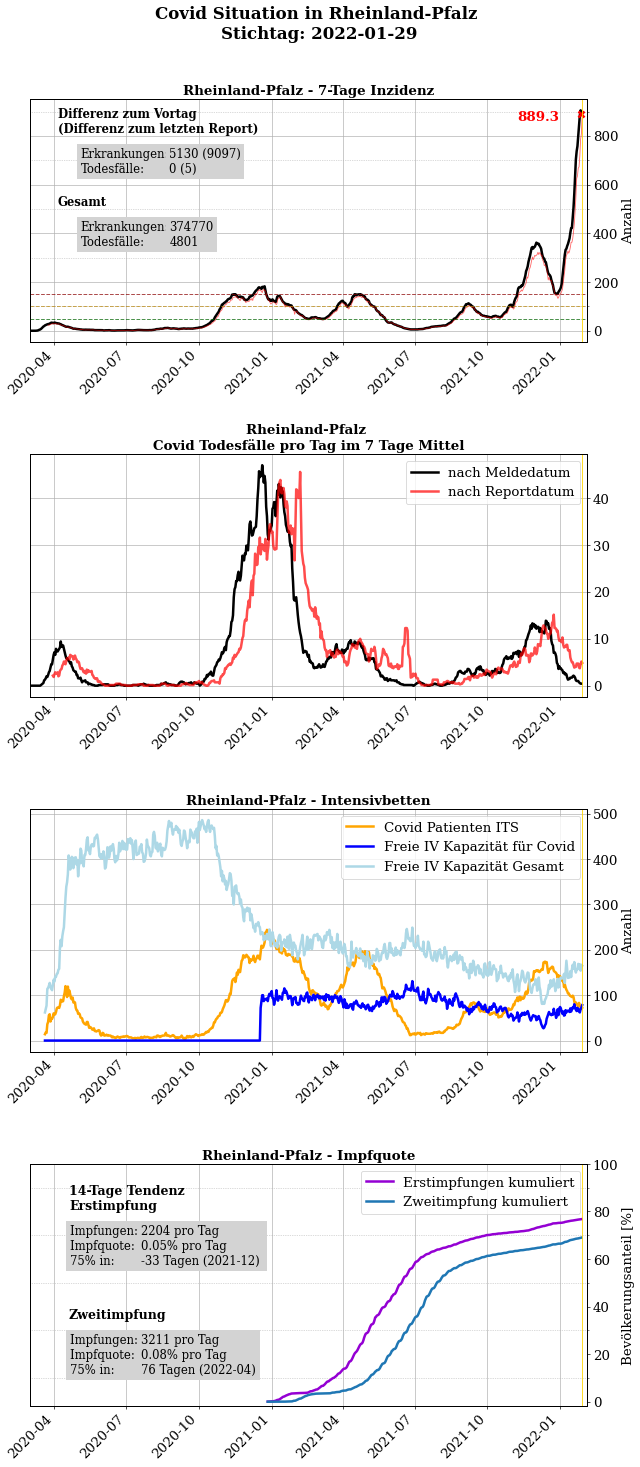 Covid Situation in Rheinland-Pfalz
Stichtag: 2022-01-29
Rheinland-Pfalz - 7-Tage Inzidenz
Differenz zum Vortag
(Differenz zum letzten Report)
Erkrankungen 5130 (9097)
Todesfälle: 0 (5)
Gesamt
Erkrankungen 374770
Todesfälle: 4801
889.3
800
600
400
200
0
Anzahl
2020-04
2020-07
2020-10
2021-01
2021-04
2021-07
2021-10
2022-01
Rheinland-Pfalz
Covid Todesfälle pro Tag im 7 Tage Mittel
nach Meldedatum
nach Reportdatum
40
30
20
10
0
2020-04
2020-07
2020-10
2021-01
2021-04
2021-07
2021-10
2022-01
Rheinland-Pfalz - Intensivbetten
Covid Patienten ITS
Freie IV Kapazität für Covid
Freie IV Kapazität Gesamt
500
400
300
200
100
0
Anzahl
2020-04
2020-07
2020-10
2021-01
2021-04
2021-07
2021-10
2022-01
Rheinland-Pfalz - Impfquote
14-Tage Tendenz
Erstimpfung
Impfungen: 2204 pro Tag
Impfquote: 0.05% pro Tag
75% in: -33 Tagen (2021-12)
Zweitimpfung
Impfungen: 3211 pro Tag
Impfquote: 0.08% pro Tag
75% in: 76 Tagen (2022-04)
Erstimpfungen kumuliert
Zweitimpfung kumuliert
100
80
60
40
20
0
Bevölkerungsanteil [%]
2020-04
2020-07
2020-10
2021-01
2021-04
2021-07
2021-10
2022-01